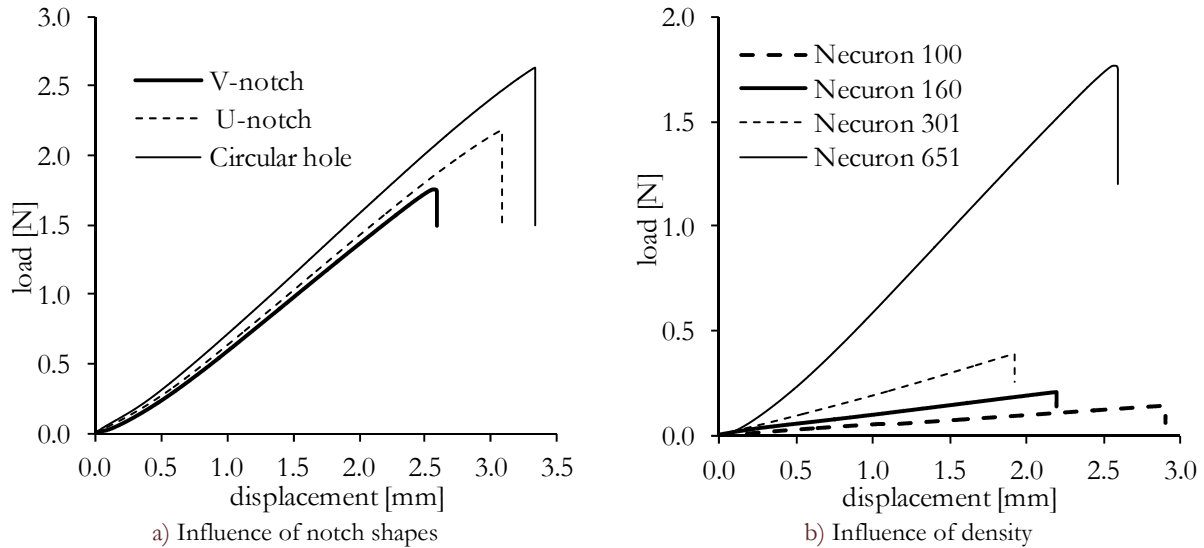 3.0
2.5
2.0
1.5
1.0
0.5
0.0
load [N]
V-notch
U-notch
Circular hole
0.0 0.5 1.0 1.5 2.0 2.5 3.0 3.5
displacement [mm]
a) Influence of notch shapes
2.0
1.5
1.0
0.5
0.0
load [N]
Necuron 100
Necuron 160
Necuron 301
Necuron 651
0.0 0.5 1.0 1.5 2.0 2.5 3.0
displacement [mm]
b) Influence of density